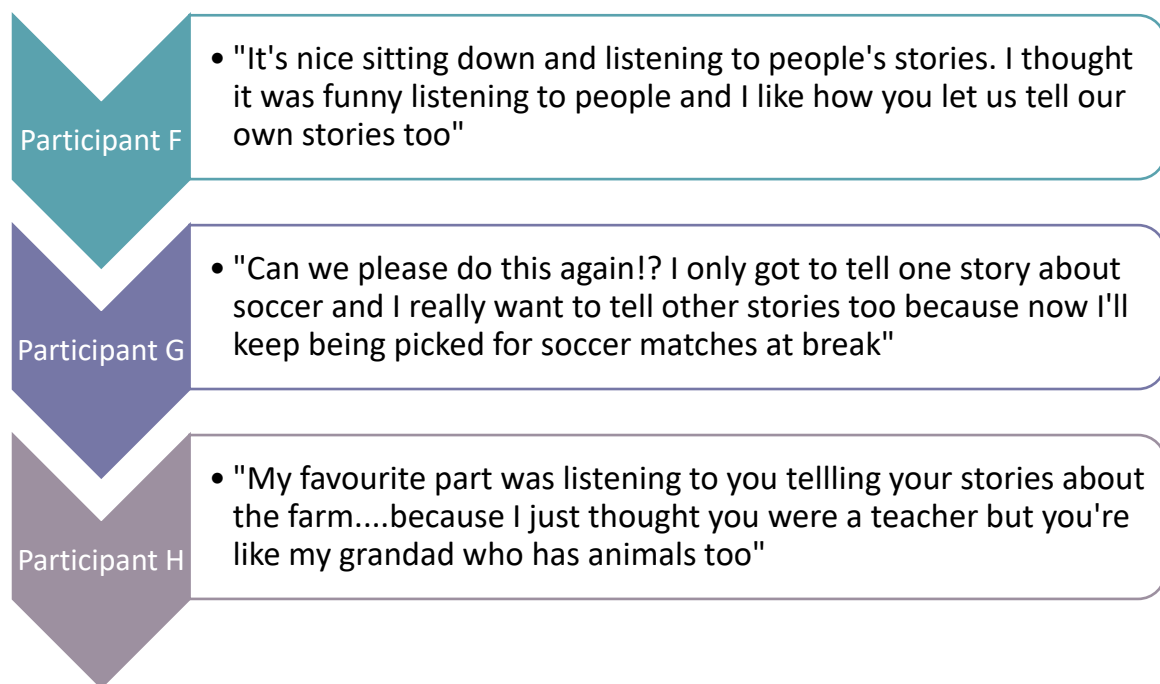 Participant F
• "It's nice sitting down and listening to people's stories. I thought
it was funny listening to people and I like how you let us tell our
own stories too"
Participant G
• "Can we please do this again!? I only got to tell one story about
soccer and I really want to tell other stories too because now I'll
keep being picked for soccer matches at break"
Participant H
• "My favourite part was listening to you tellling your stories about
the farm....because I just thought you were a teacher but you're
like my grandad who has animals too"